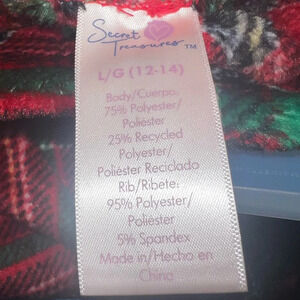 Secret
Treasures™
L/G (12-14)
Body/Cuerpo:
75% Polyester/
Poliéster
25% Recycled
Polyester/
Poliéster Reciclado
Rib/Ribete:
95% Polyester/
Poliéster
5% Spandex
Made in/Hecho en
China